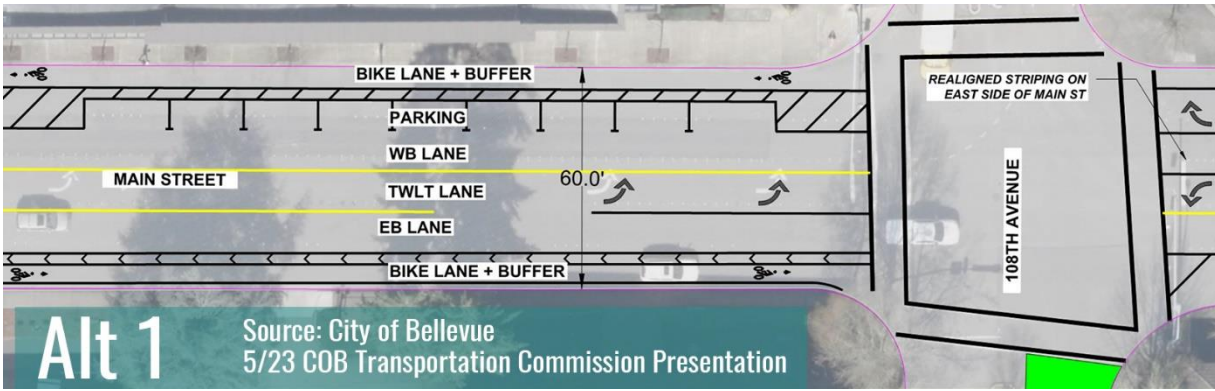 BIKE LANE + BUFFER
REALIGNED STRIPING ON
EAST SIDE OF MAIN ST
PARKING
WB LANE
60.0'
MAIN STREET
TWLT LANE
EB LANE
BIKE LANE + BUFFER
108TH AVENUE
Alt 1
Source: City of Bellevue
5/23 COB Transportation Commission Presentation